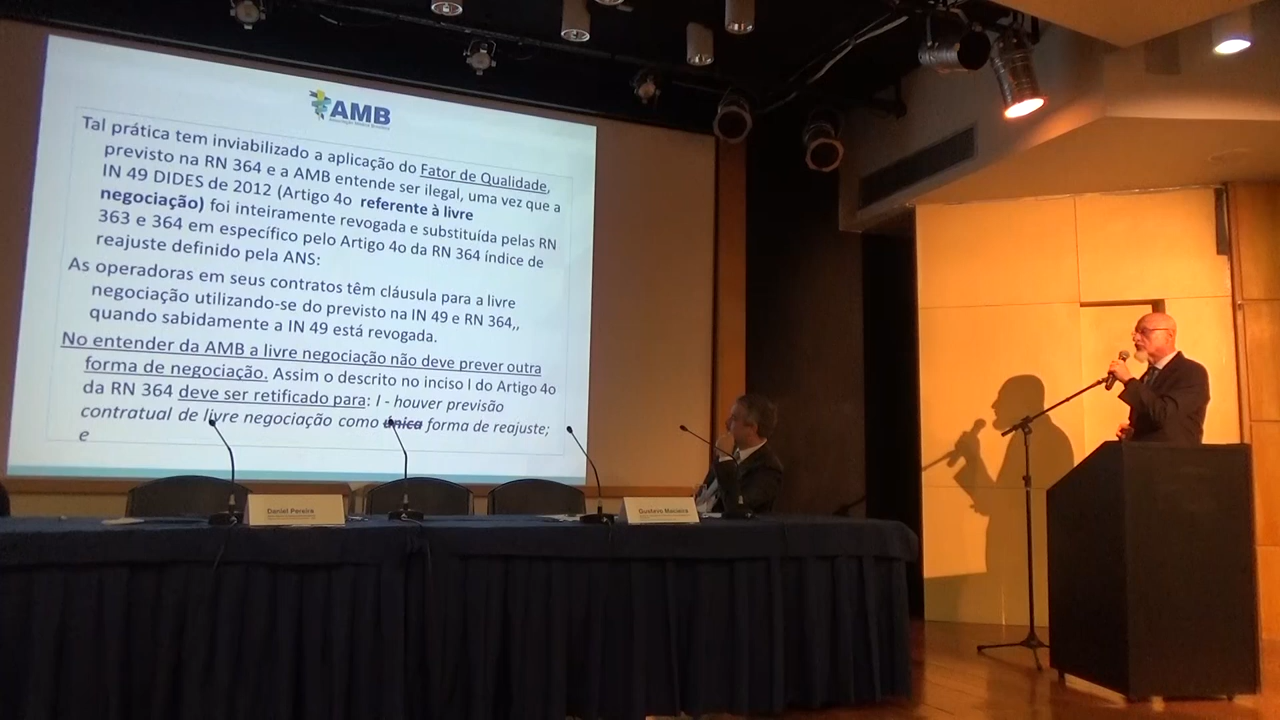 AMB
Associação Médica Brasileira
Tal prática tem inviabilizado a aplicação do Fator de Qualidade,
previsto na RN 364 e a AMB entende ser ilegal, uma vez que a
IN 49 DIDES de 2012 (Artigo 4o referente à livre
negociação) foi inteiramente revogada e substituída pelas RN
363 e 364 em específico pelo Artigo 4o da RN 364 índice de
reajuste definido pela ANS:
As operadoras em seus contratos têm cláusula para a livre
negociação utilizando-se do previsto na IN 49 e RN 364,,
quando sabidamente a IN 49 está revogada.
No entender da AMB a livre negociação não deve prever outra
forma de negociação. Assim o descrito no inciso I do Artigo 4o
da RN 364 deve ser retificado para: I - houver previsão
contratual de livre negociação como única forma de reajuste;
e
Daniel Pereira
Gustavo Macieira